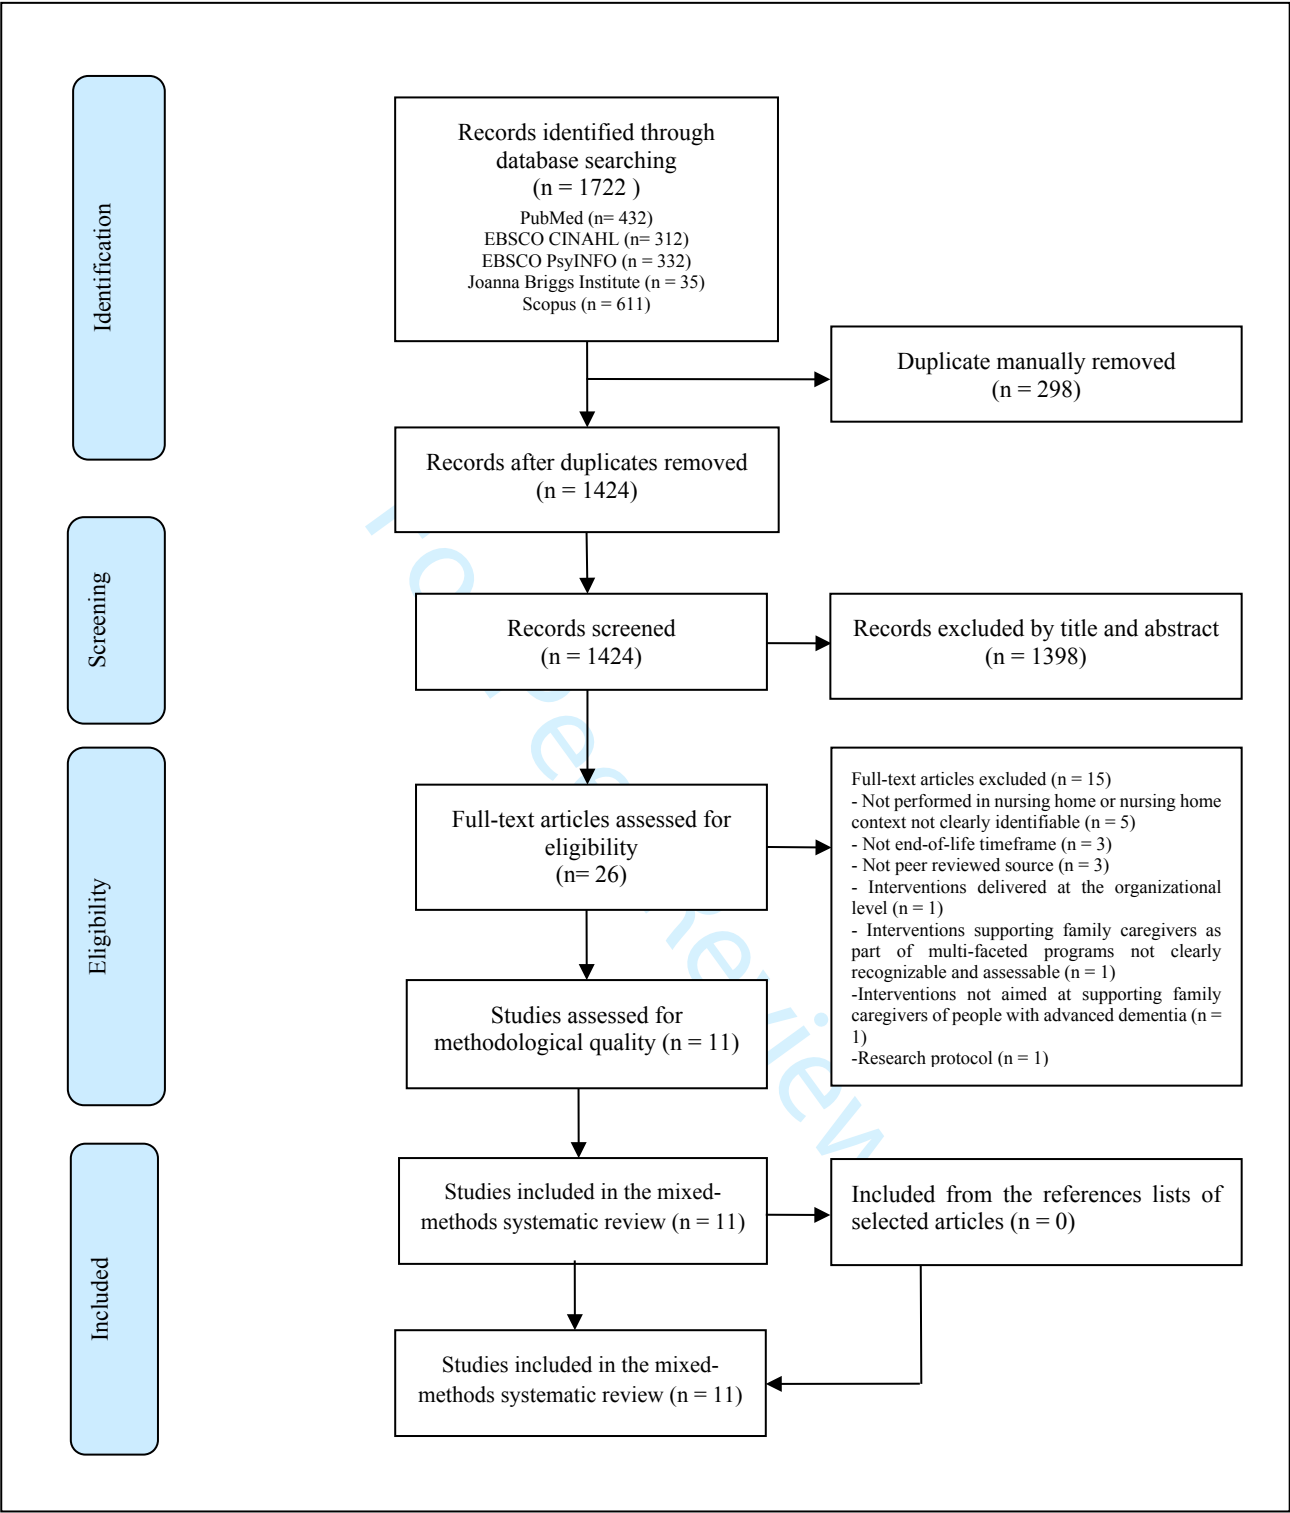 Identification
Records identified through
database searching
(n = 1722 )
PubMed (n= 432)
EBSCO CINAHL (n= 312)
EBSCO PsyINFO (n = 332)
Joanna Briggs Institute (n = 35)
Scopus (n = 611)
Duplicate manually removed
(n = 298)
Records after duplicates removed
(n = 1424)
Screening
Records screened
(n = 1424)
Records excluded by title and abstract
(n = 1398)
Eligibility
Full-text articles assessed for
eligibility
(n= 26)
Full-text articles excluded (n = 15)
- Not performed in nursing home or nursing home
context not clearly identifiable (n = 5)
- Not end-of-life timeframe (n = 3)
- Not peer reviewed source (n = 3)
- Interventions delivered at the organizational
level (n = 1)
- Interventions supporting family caregivers as
part of multi-faceted programs not clearly
recognizable and assessable (n = 1)
-Interventions not aimed at supporting family
caregivers of people with advanced dementia (n =
1)
-Research protocol (n = 1)
Studies assessed for
methodological quality (n = 11)
Included
Studies included in the mixed-
methods systematic review (n = 11)
Included from the references lists of
selected articles (n = 0)
Studies included in the mixed-
methods systematic review (n = 11)